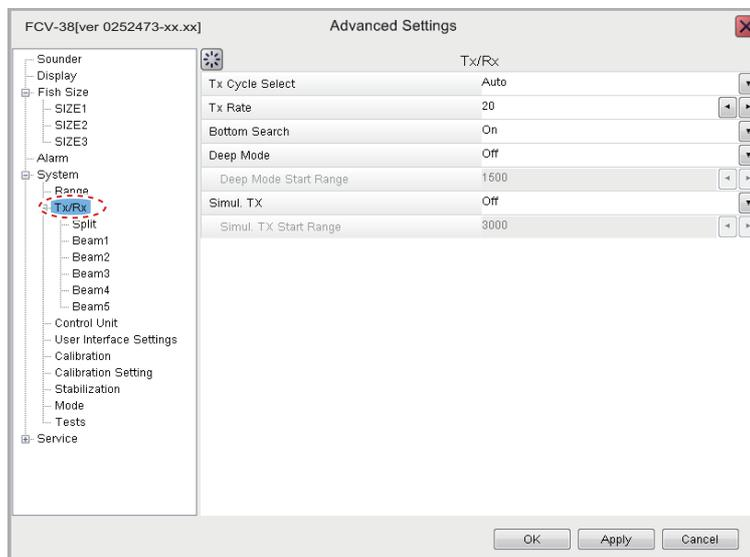 FCV-38[ver 0252473-xx.xx]
Advanced Settings
Sounder
Display
Fish Size
SIZE1
SIZE2
SIZE3
Alarm
System
Range
Tx/Rx
Split
Beam1
Beam2
Beam3
Beam4
Beam5
Control Unit
User Interface Settings
Calibration
Calibration Setting
Stabilization
Mode
Tests
Service
Tx/Rx
Tx Cycle Select Auto
Tx Rate 20
Bottom Search On
Deep Mode Off
Deep Mode Start Range 1500
Simul. TX Off
Simul. TX Start Range 3000
OK Apply Cancel